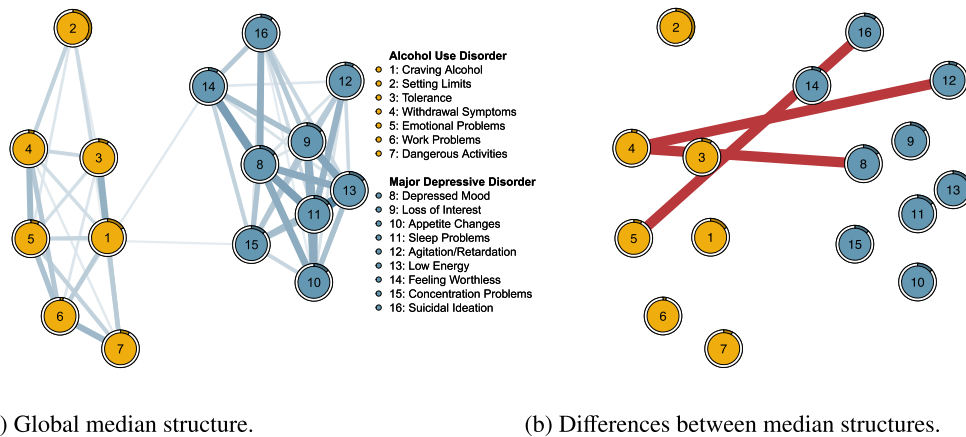 2
16
14
12
4
3
9
8
13
11
5
1
15
10
6
7
Alcohol Use Disorder
1: Craving Alcohol
2: Setting Limits
3: Tolerance
4: Withdrawal Symptoms
5: Emotional Problems
6: Work Problems
7: Dangerous Activities
Major Depressive Disorder
8: Depressed Mood
9: Loss of Interest
10: Appetite Changes
11: Sleep Problems
12: Agitation/Retardation
13: Low Energy
14: Feeling Worthless
15: Concentration Problems
16: Suicidal Ideation
2
16
14
12
4
3
9
8
13
11
5
1
15
10
6
7
) Global median structure.
(b) Differences between median structures.